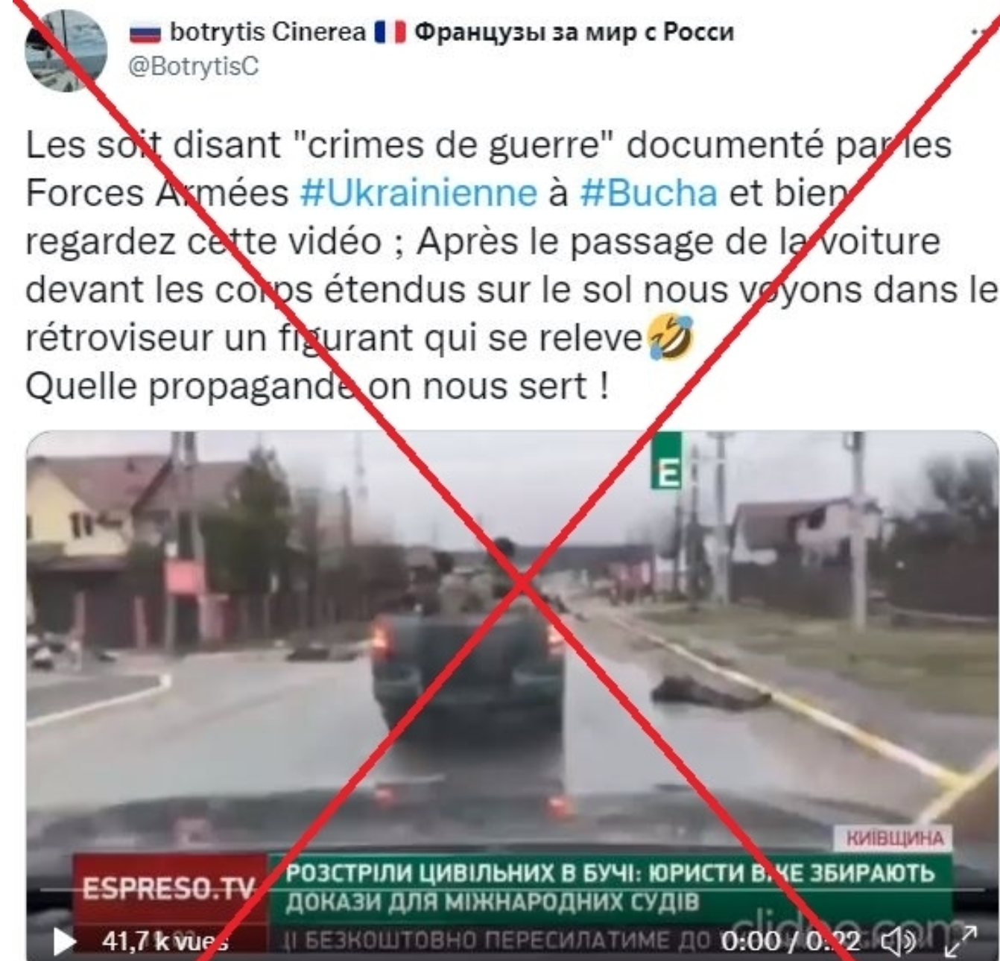 botrytis Cinerea Французы за мир с Росси
@BotrytisC
Les soit disant "crimes de guerre" documenté par les
Forces Armées #Ukrainienne à #Bucha et bien
regardez cette vidéo ; Après le passage de la voiture
devant les corps étendus sur le sol nous voyons dans le
rétroviseur un figurant qui se releve
Quelle propagande on nous sert !
E
КИЇВЩИНА
ESPRESO.TV
РОЗСТРІЛИ ЦИВІЛЬНИХ В БУЧІ: ЮРИСТИ ВЖЕ ЗБИРАЮТЬ
ДОКАЗИ ДЛЯ МІЖНАРОДНИХ СУДІВ
ІІ БЕЗКОШТОВНО ПЕРЕСИЛАТИМЕ ДО
41,7 k vues
0:00 / 0:22